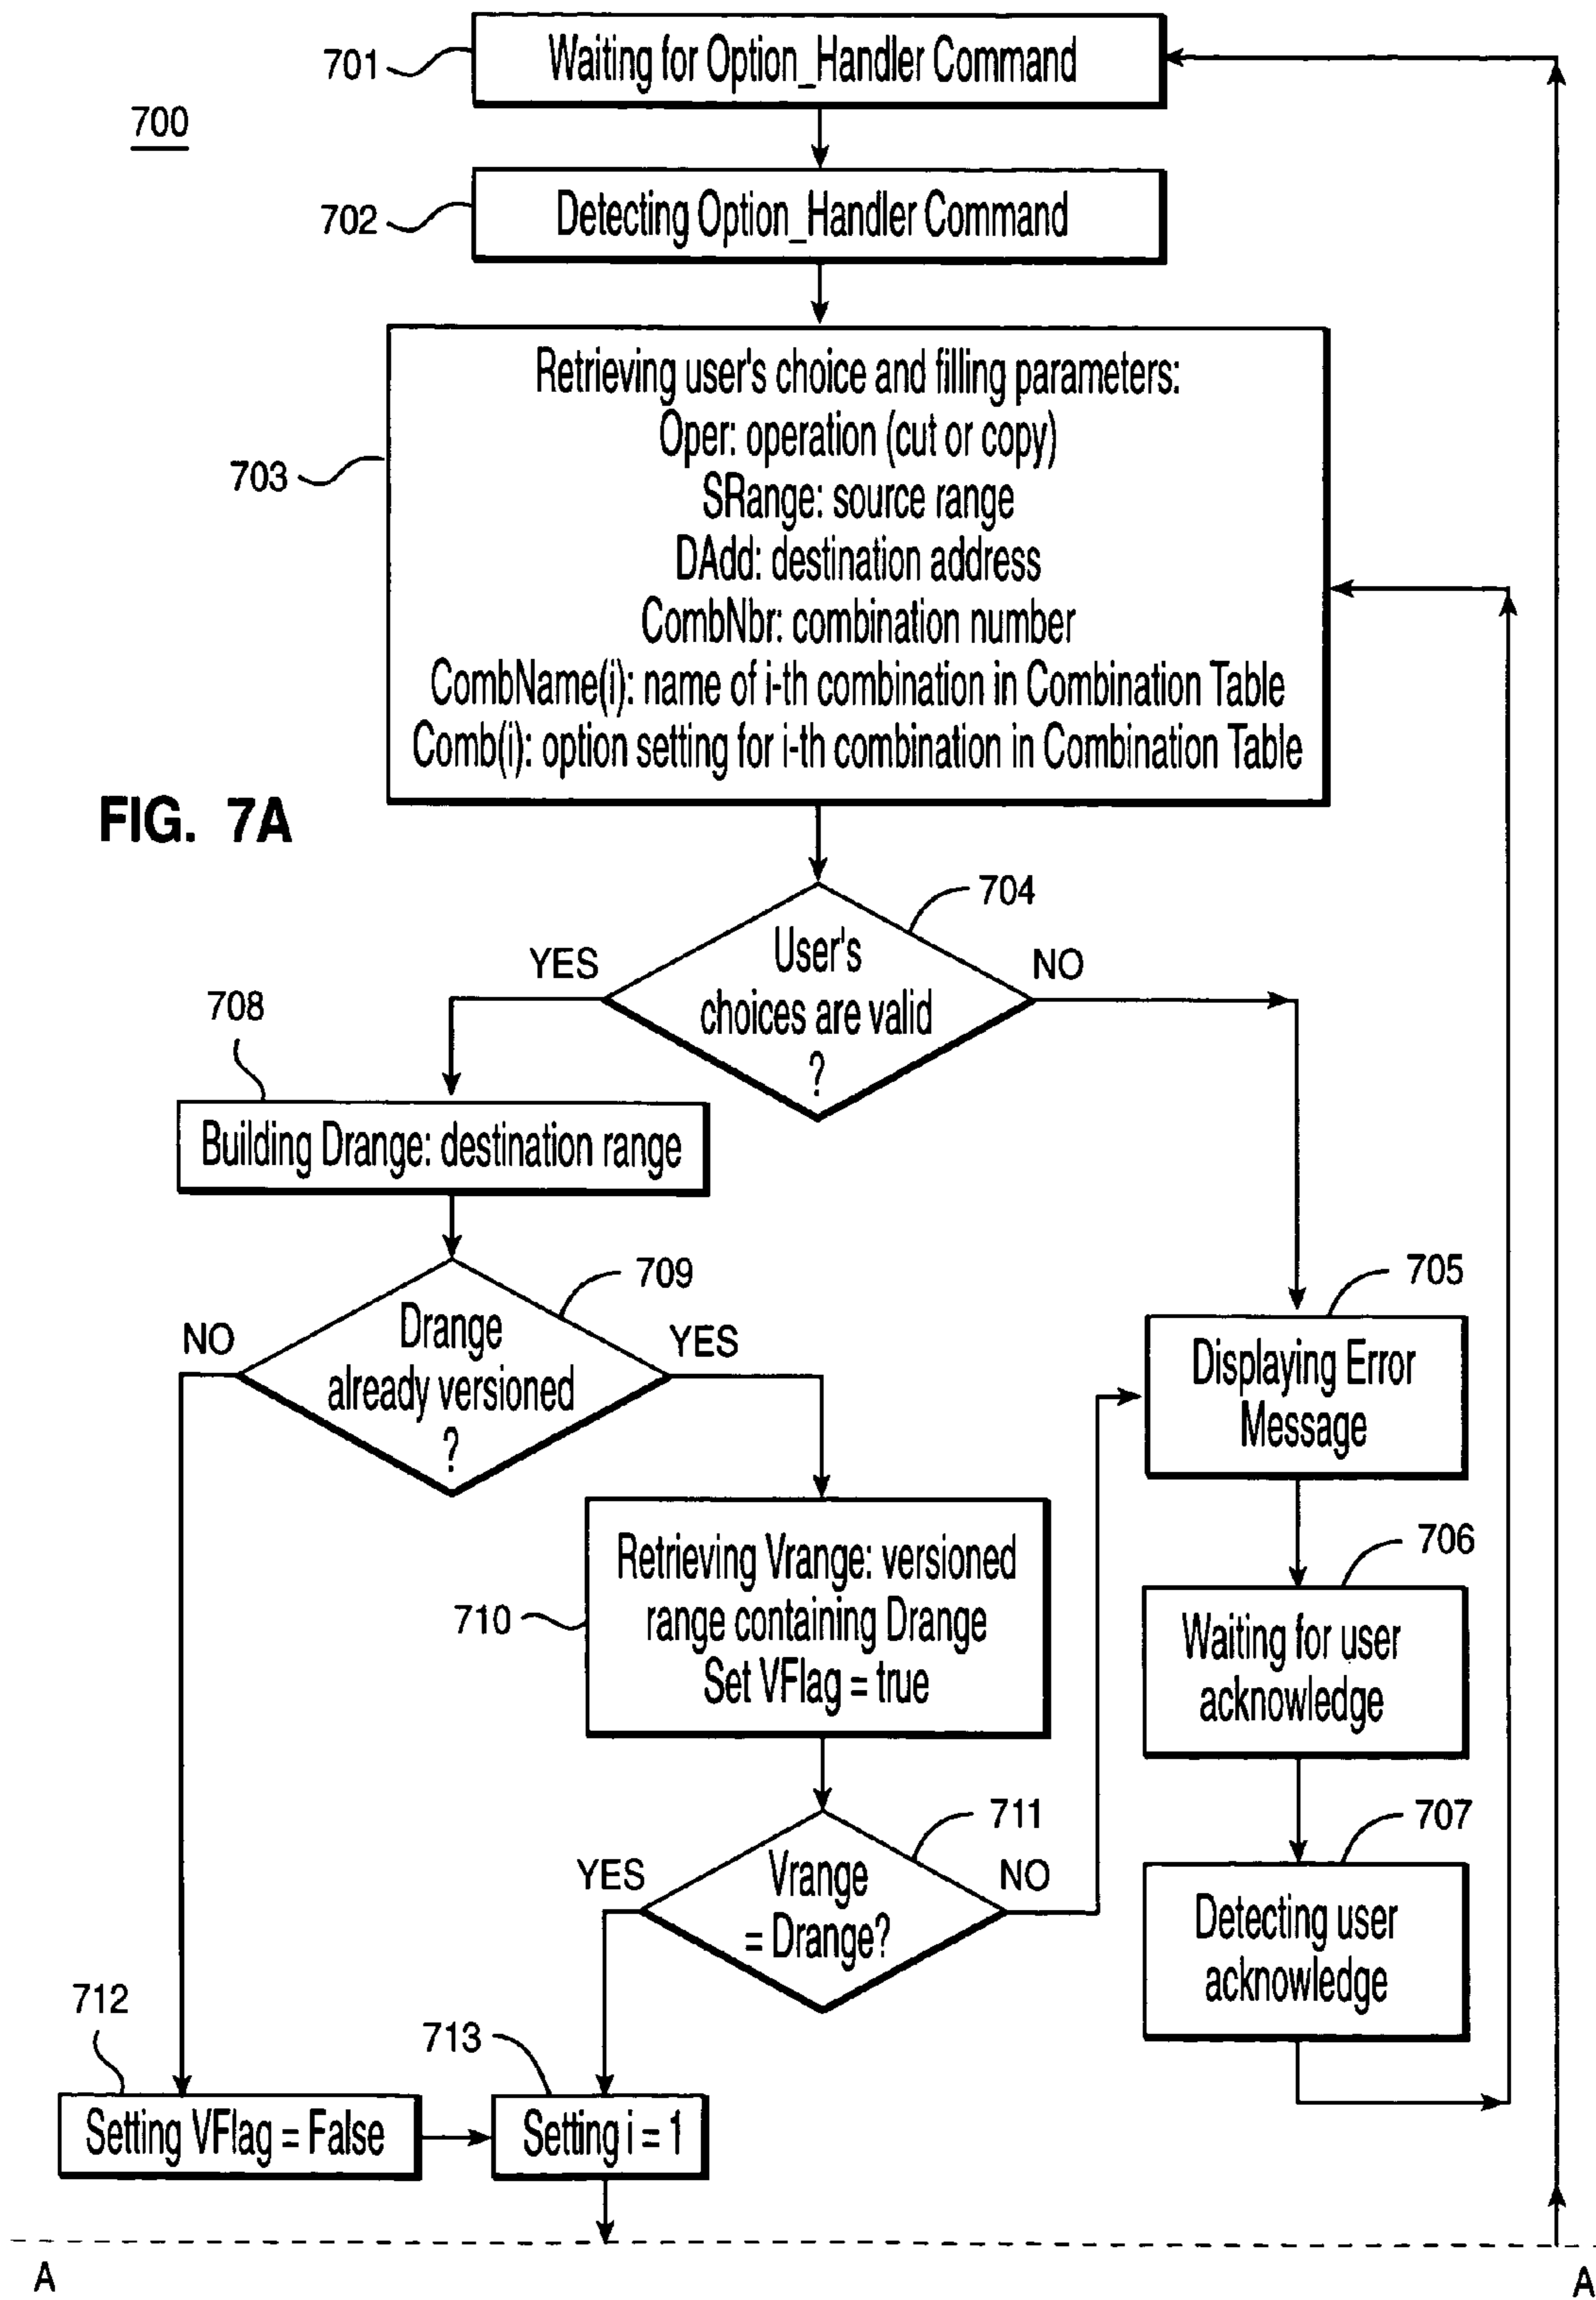 701
Waiting for Option_Handler Command
700
702
Detecting Option_Handler Command
703
Retrieving user's choice and filling parameters:
Oper: operation (cut or copy)
SRange: source range
DAdd: destination address
CombNbr: combination number
CombName(i): name of i-th combination in Combination Table
Comb(i): option setting for i-th combination in Combination Table
FIG. 7A
704
User's
choices are valid
?
YES
NO
708
Building Drange: destination range
709
Drange
already versioned
?
NO
YES
705
Displaying Error
Message
710
Retrieving Vrange: versioned
range containing Drange
Set VFlag = true
706
Waiting for user
acknowledge
711
Vrange
= Drange?
YES
NO
707
Detecting user
acknowledge
712
Setting VFlag = False
713
Setting i = 1
A
A